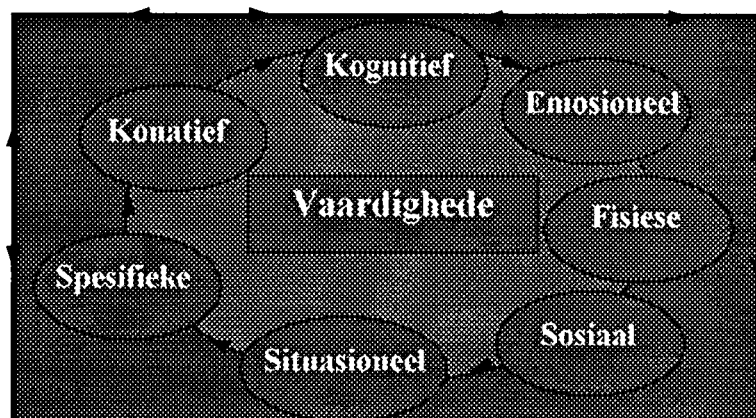 Kognitief
Emosioneel
Konatief
Vaardighede
Fisiese
Spesifieke
Sosiaal
Situasioneel